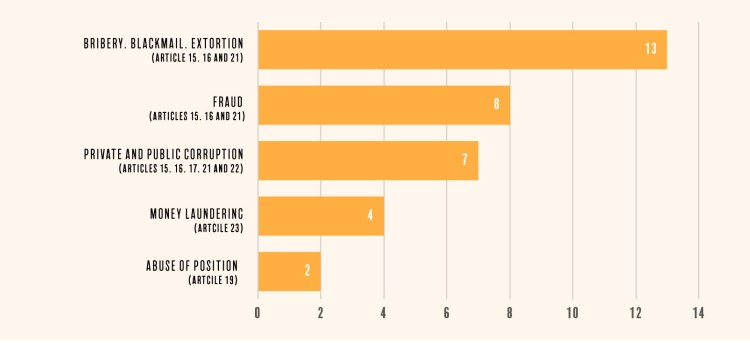 BRIBERY. BLACKMAIL. EXTORTION
(ARTICLE 15. 16 AND 21)
13
FRAUD
(ARTICLES 15. 16 AND 21)
8
PRIVATE AND PUBLIC CORRUPTION
(ARTICLES 15. 16. 17. 21 AND 22)
7
MONEY LAUNDERING
(ARTCILE 23)
4
ABUSE OF POSITION
(ARTCILE 19)
2
0 2 4 6 8 10 12 14